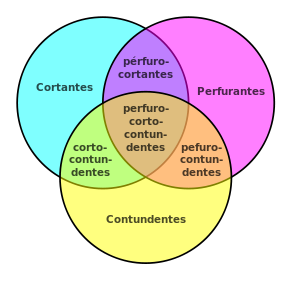 pérfuro-
cortantes
Cortantes
Perfurantes
perfuro-
corto-
contun-
dentes
corto-
contun-
dentes
pefuro-
contun-
dentes
Contundentes